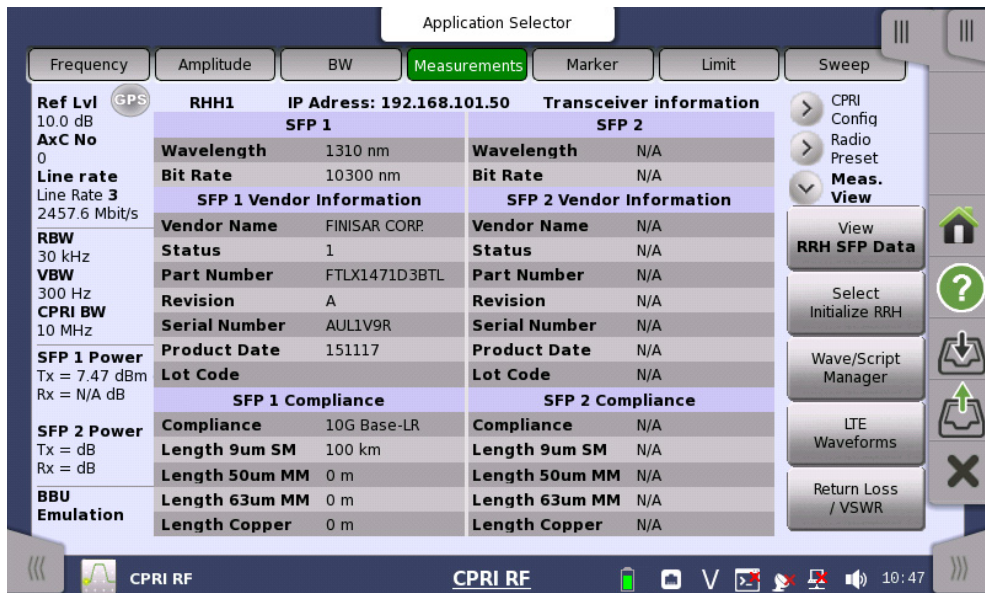 Application Selector
Frequency Amplitude BW Measurements Marker Limit Sweep
Ref Lvl GPS
10.0 dB
AxC No
0
Line rate
Line Rate 3
2457.6 Mbit/s
RBW
30 kHz
VBW
300 Hz
CPRI BW
10 MHz
SFP 1 Power
Tx = 7.47 dBm
Rx = N/A dB
SFP 2 Power
Tx = dB
Rx = dB
BBU
Emulation
RHH1 IP Adress: 192.168.101.50 Transceiver information
SFP 1 SFP 2
Wavelength 1310 nm Wavelength N/A
Bit Rate 10300 nm Bit Rate N/A
SFP 1 Vendor Information SFP 2 Vendor Information
Vendor Name FINISAR CORP. Vendor Name N/A
Status 1 Status N/A
Part Number FTLX1471D3BTL Part Number N/A
Revision A Revision N/A
Serial Number AUL1V9R Serial Number N/A
Product Date 151117 Product Date N/A
Lot Code Lot Code N/A
SFP 1 Compliance SFP 2 Compliance
Compliance 10G Base-LR Compliance N/A
Length 9um SM 100 km Length 9um SM N/A
Length 50um MM 0 m Length 50um MM N/A
Length 63um MM 0 m Length 63um MM N/A
Length Copper 0 m Length Copper N/A
CPRI
Config
Radio
Preset
Meas.
View
View
RRH SFP Data
Select
Initialize RRH
Wave/Script
Manager
LTE
Waveforms
Return Loss
/ VSWR
?
CPRI RF CPRI RF V 10:47